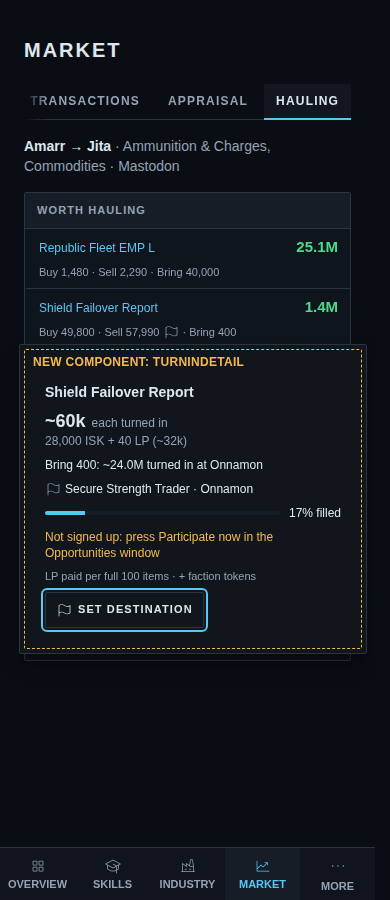 MARKET
TRANSACTIONS APPRAISAL HAULING
Amarr → Jita · Ammunition & Charges,
Commodities · Mastodon
WORTH HAULING
Republic Fleet EMP L 25.1M
Buy 1,480 · Sell 2,290 · Bring 40,000
Shield Failover Report 1.4M
Buy 49,800 · Sell 57,990 · Bring 400
NEW COMPONENT: TURNINDETAIL
Shield Failover Report
~60k each turned in
28,000 ISK + 40 LP (~32k)
Bring 400: ~24.0M turned in at Onnamon
Secure Strength Trader · Onnamon
17% filled
Not signed up: press Participate now in the
Opportunities window
LP paid per full 100 items · + faction tokens
SET DESTINATION
OVERVIEW SKILLS INDUSTRY MARKET MORE